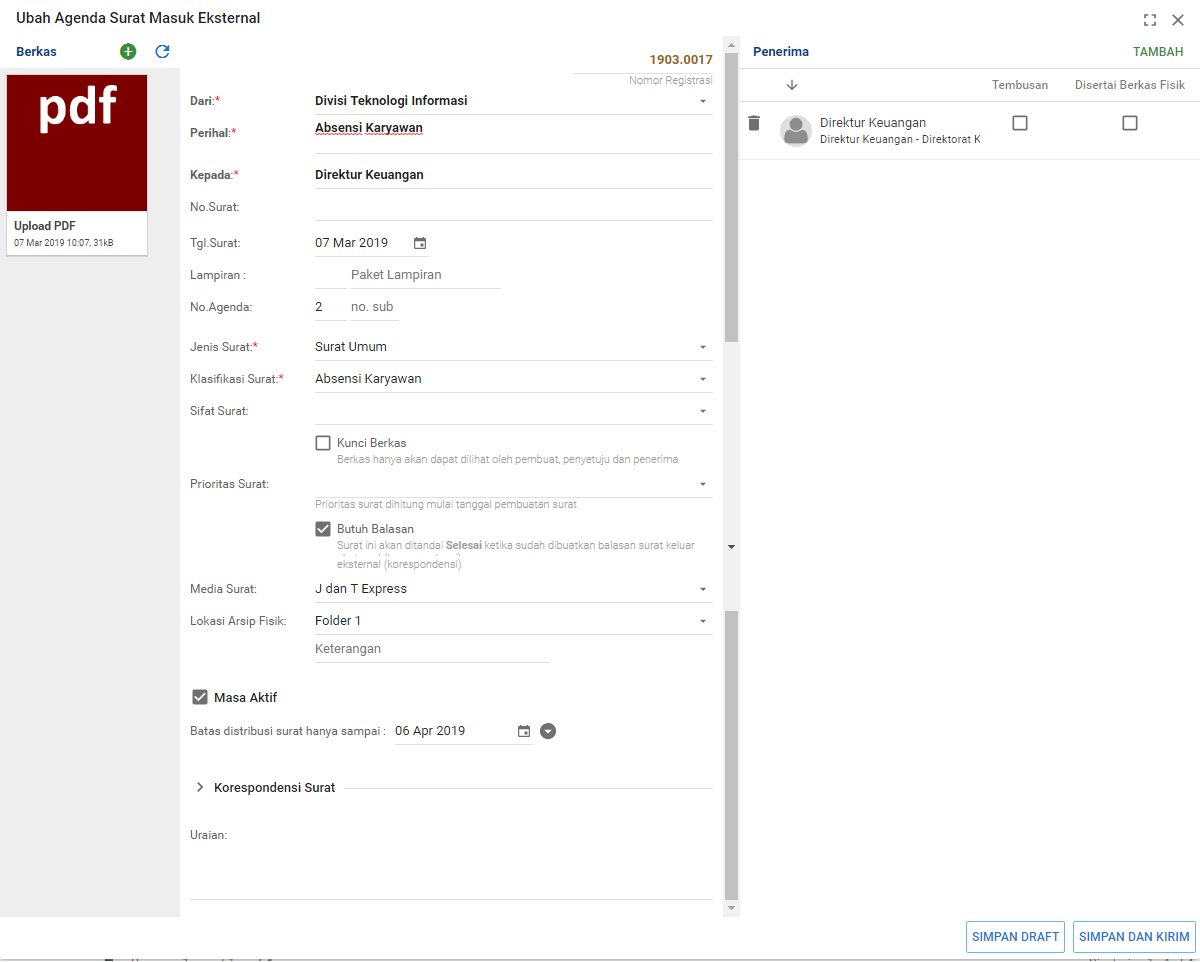 Ubah Agenda Surat Masuk Eksternal
Berkas
pdf
Upload PDF
07 Mar 2019 10:07, 31kB
1903.0017
Nomor Registrasi
Dari:* Divisi Teknologi Informasi
Perihal:* Absensi Karyawan
Kepada:* Direktur Keuangan
No.Surat:
Tgl.Surat: 07 Mar 2019
Lampiran : Paket Lampiran
No.Agenda: 2 no. sub
Jenis Surat:* Surat Umum
Klasifikasi Surat:* Absensi Karyawan
Sifat Surat:
Kunci Berkas
Berkas hanya akan dapat dilihat oleh pembuat, penyetuju dan penerima
Prioritas Surat:
Prioritas surat dihitung mulai tanggal pembuatan surat
Butuh Balasan
Surat ini akan ditandai Selesai ketika sudah dibuatkan balasan surat keluar
eksternal (korespondensi)
Media Surat: J dan T Express
Lokasi Arsip Fisik: Folder 1
Keterangan
Masa Aktif
Batas distribusi surat hanya sampai : 06 Apr 2019
Korespondensi Surat
Uraian:
Penerima TAMBAH
Tembusan Disertai Berkas Fisik
Direktur Keuangan
Direktur Keuangan - Direktorat K
SIMPAN DRAFT SIMPAN DAN KIRIM